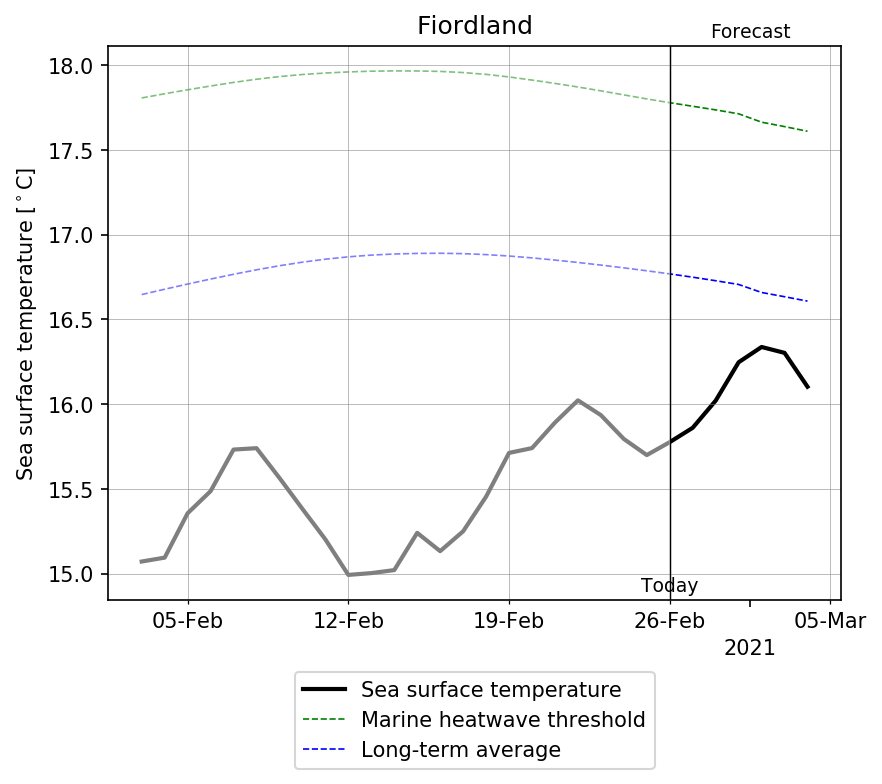 Fiordland
Forecast
Sea surface temperature [°C]
18.0
17.5
17.0
16.5
16.0
15.5
15.0
Today
05-Feb 12-Feb 19-Feb 26-Feb 05-Mar
2021
Sea surface temperature
Marine heatwave threshold
Long-term average